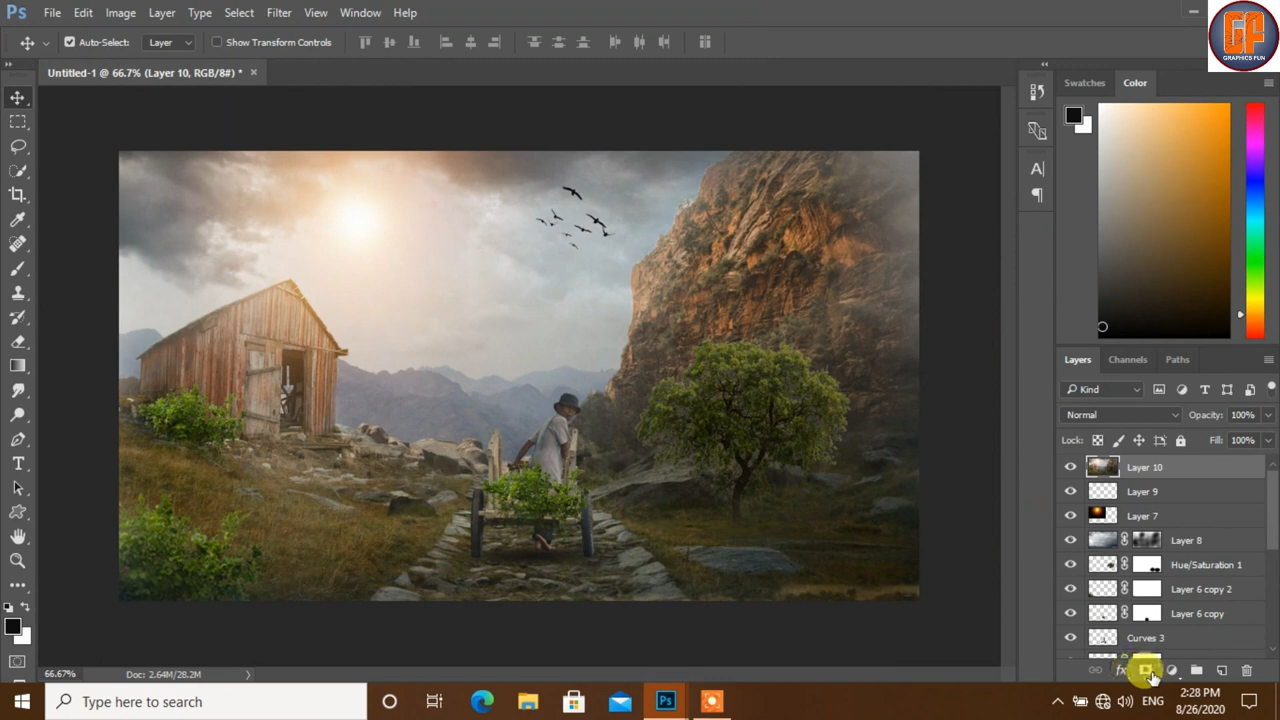 Ps File Edit Image Layer Type Select Filter View Window Help
GF
GRAPHICS FUN
Auto-Select: Layer Show Transform Controls
Untitled-1 @ 66.7% (Layer 10, RGB/8#) *
Swatches Color
Layers Channels Paths
Kind
Normal Opacity: 100%
Lock: Fill: 100%
Layer 10
Layer 9
Layer 7
Layer 8
Hue/Saturation 1
Layer 6 copy 2
Layer 6 copy
Curves 3
fx
66.67% Doc: 2.64M/28.2M
Type here to search
Ps
ENG
2:28 PM
8/26/2020